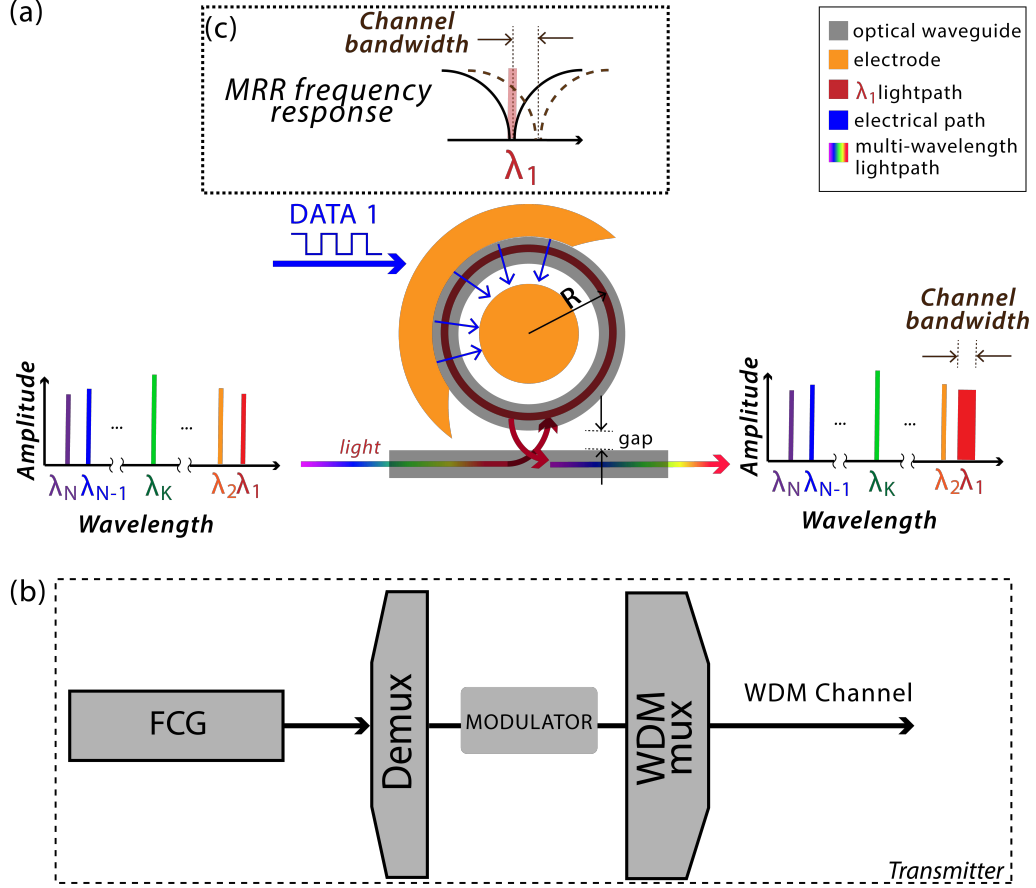 (a)
(c)
Channel
bandwidth
MRR frequency
response
λ1
optical waveguide
electrode
λ1lightpath
electrical path
multi-wavelength
lightpath
DATA 1
R
gap
light
Amplitude
... ...
λN λN-1 λK λ2 λ1
Wavelength
Channel
bandwidth
Amplitude
... ...
λN λN-1 λK λ2 λ1
Wavelength
(b)
FCG
Demux
MODULATOR
WDM
mux
WDM Channel
Transmitter